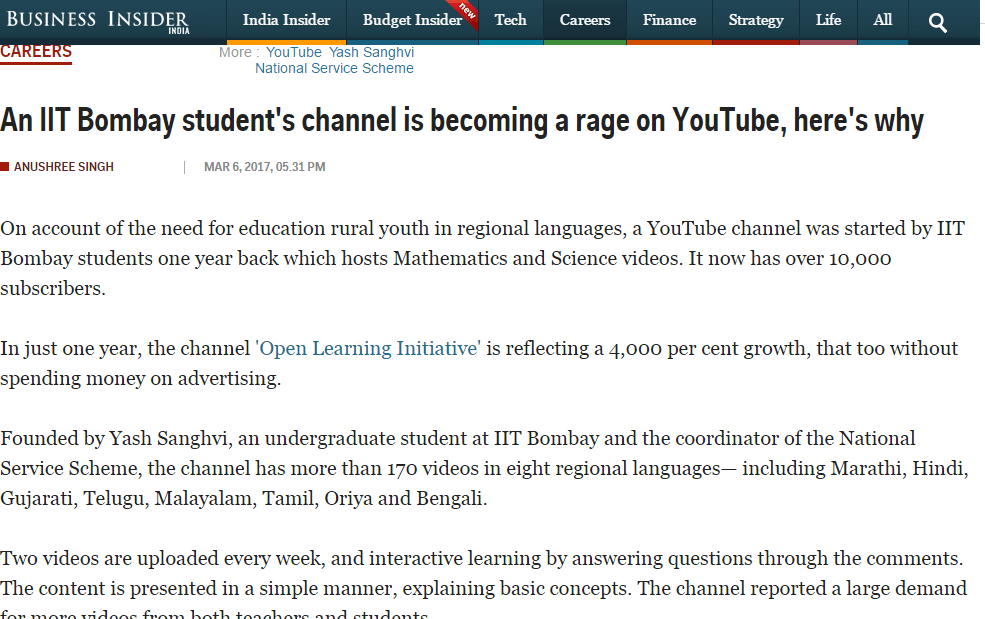 BUSINESS INSIDER
INDIA
India Insider
Budget Insider
new
Tech
Careers
Finance
Strategy
Life
All
CAREERS
More : YouTube Yash Sanghvi
National Service Scheme
An IIT Bombay student's channel is becoming a rage on YouTube, here's why
ANUSHREE SINGH | MAR 6, 2017, 05.31 PM
On account of the need for education rural youth in regional languages, a YouTube channel was started by IIT
Bombay students one year back which hosts Mathematics and Science videos. It now has over 10,000
subscribers.
In just one year, the channel 'Open Learning Initiative' is reflecting a 4,000 per cent growth, that too without
spending money on advertising.
Founded by Yash Sanghvi, an undergraduate student at IIT Bombay and the coordinator of the National
Service Scheme, the channel has more than 170 videos in eight regional languages— including Marathi, Hindi,
Gujarati, Telugu, Malayalam, Tamil, Oriya and Bengali.
Two videos are uploaded every week, and interactive learning by answering questions through the comments.
The content is presented in a simple manner, explaining basic concepts. The channel reported a large demand
for more videos from both teachers and students